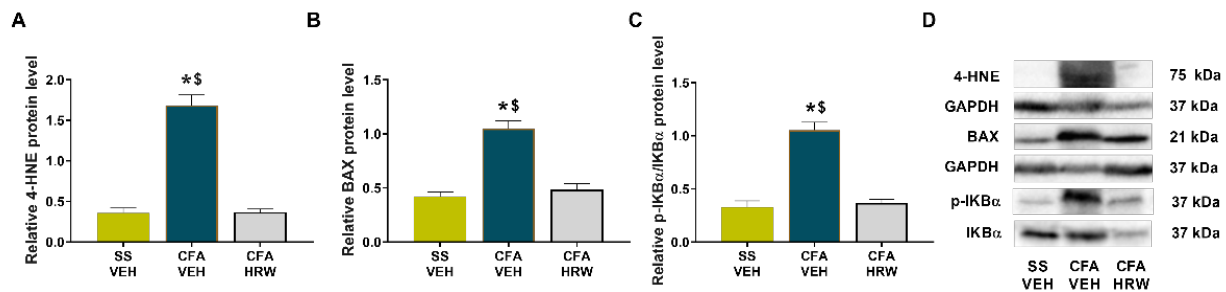 A
Relative 4-HNE protein level
2.0
1.5
1.0
0.5
0.0
*$
SS
VEH
CFA
VEH
CFA
HRW
B
Relative BAX protein level
1.5
1.0
0.5
0.0
*$
SS
VEH
CFA
VEH
CFA
HRW
C
Relative p-IKBα/IKBα protein level
1.5
1.0
0.5
0.0
*$
SS
VEH
CFA
VEH
CFA
HRW
D
4-HNE 75 kDa
GAPDH 37 kDa
BAX 21 kDa
GAPDH 37 kDa
p-IKBα 37 kDa
IKBα 37 kDa
SS CFA CFA
VEH VEH HRW